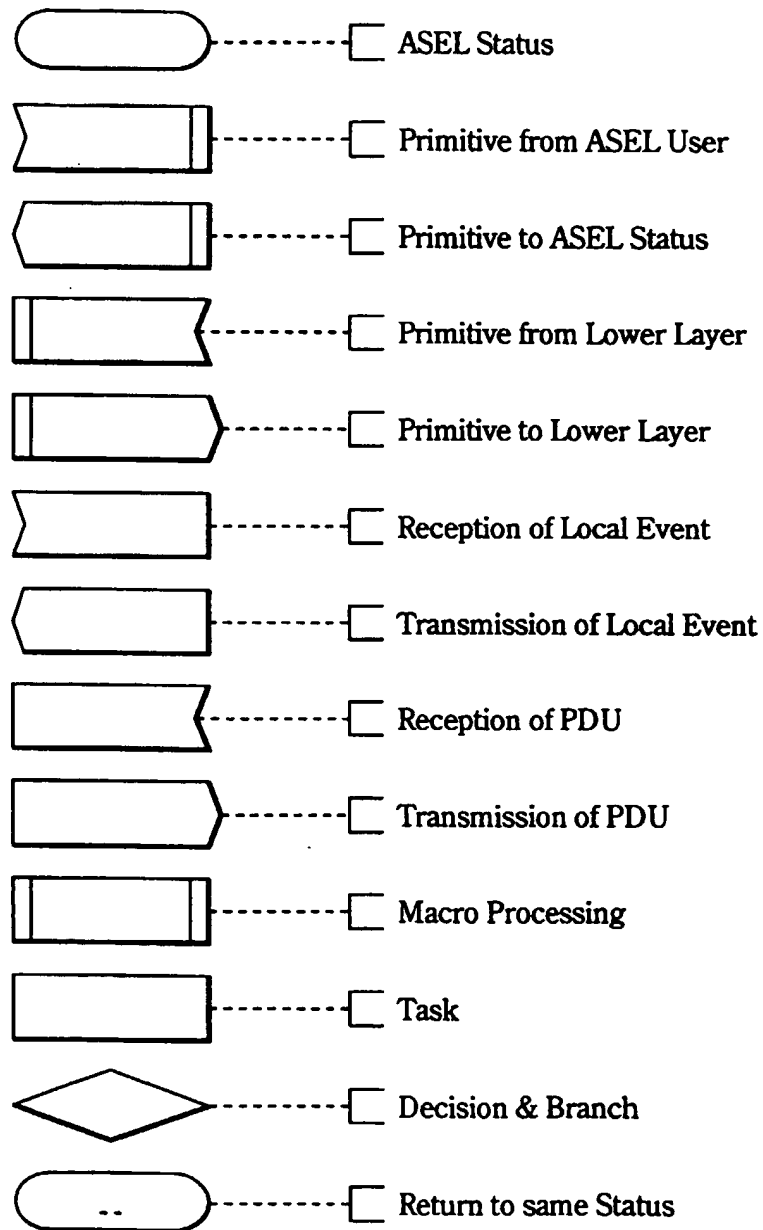 ASEL Status
Primitive from ASEL User
Primitive to ASEL Status
Primitive from Lower Layer
Primitive to Lower Layer
Reception of Local Event
Transmission of Local Event
Reception of PDU
Transmission of PDU
Macro Processing
Task
Decision & Branch
- - Return to same Status